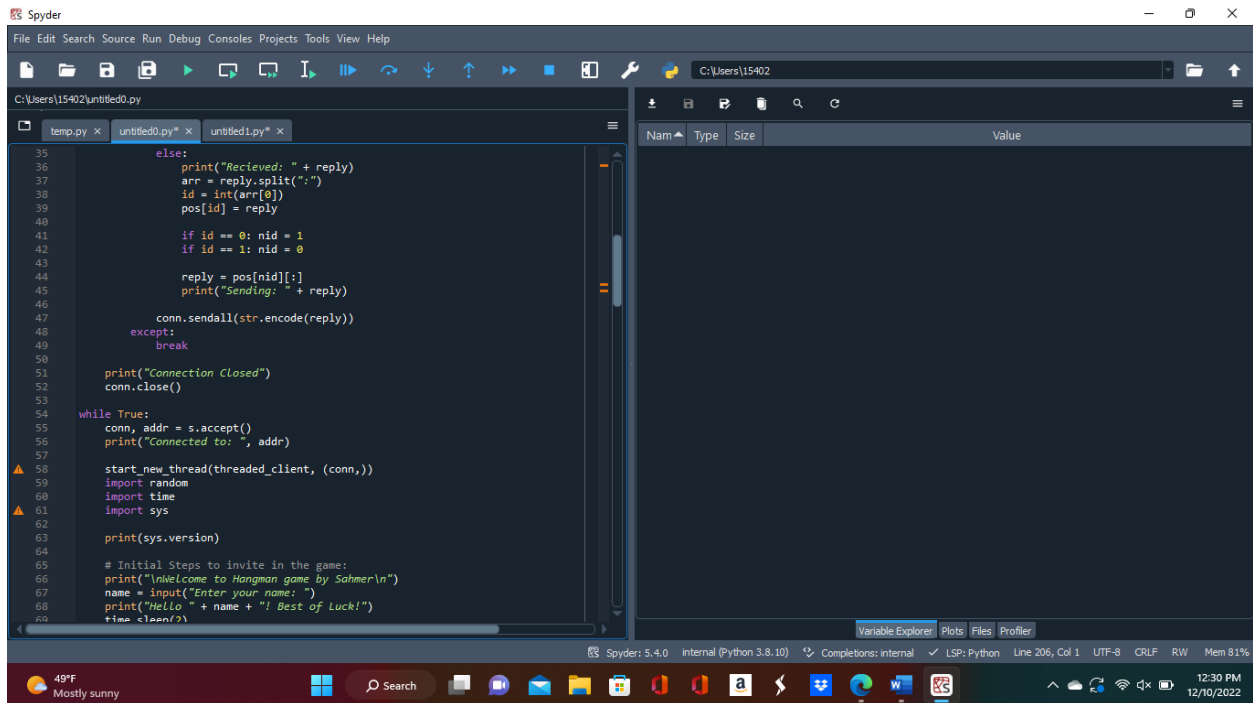 Spyder
File Edit Search Source Run Debug Consoles Projects Tools View Help
C:\Users\15402
C:\Users\15402\untitled0.py
temp.py untitled0.py* untitled1.py*
35 else:
36 print("Recieved: " + reply)
37 arr = reply.split(":")
38 id = int(arr[0])
39 pos[id] = reply
40
41 if id == 0: nid = 1
42 if id == 1: nid = 0
43
44 reply = pos[nid][:]
45 print("Sending: " + reply)
46
47 conn.sendall(str.encode(reply))
48 except:
49 break
50
51 print("Connection Closed")
52 conn.close()
53
54 while True:
55 conn, addr = s.accept()
56 print("Connected to: ", addr)
57
58 start_new_thread(threaded_client, (conn,))
59 import random
60 import time
61 import sys
62
63 print(sys.version)
64
65 # Initial Steps to invite in the game:
66 print("\nWelcome to Hangman game by Sahmer\n")
67 name = input("Enter your name: ")
68 print("Hello " + name + "! Best of Luck!")
69 time.sleep(2)
Nam Type Size Value
Variable Explorer Plots Files Profiler
Spyder: 5.4.0 internal (Python 3.8.10) Completions: internal LSP: Python Line 206, Col 1 UTF-8 CRLF RW Mem 81%
49°F
Mostly sunny
Search
12:30 PM
12/10/2022